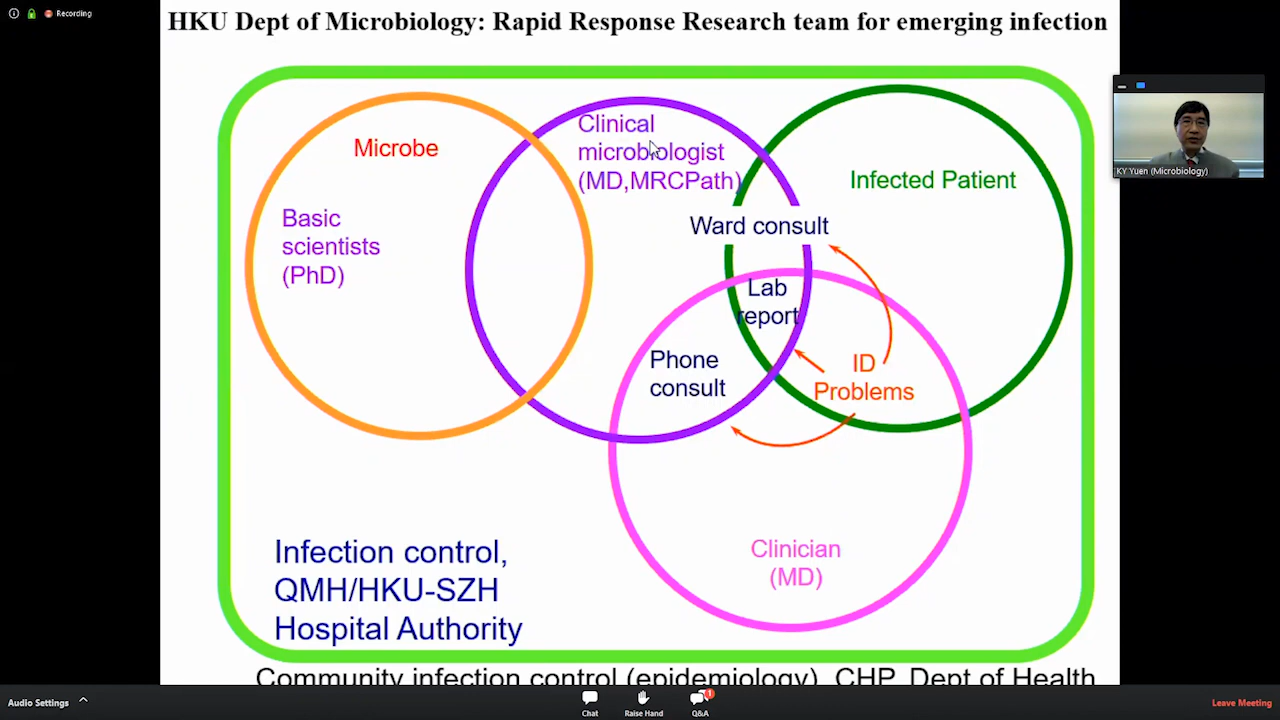 Recording
HKU Dept of Microbiology: Rapid Response Research team for emerging infection
Microbe
Basic
scientists
(PhD)
Clinical
microbiologist
(MD,MRCPath)
Infected Patient
Ward consult
Lab
report
Phone
consult
ID
Problems
Clinician
(MD)
Infection control,
QMH/HKU-SZH
Hospital Authority
Community infection control (epidemiology), CHP, Dept of Health
KY Yuen (Microbiology)
Audio Settings
Chat
Raise Hand
1
Q&A
Leave Meeting